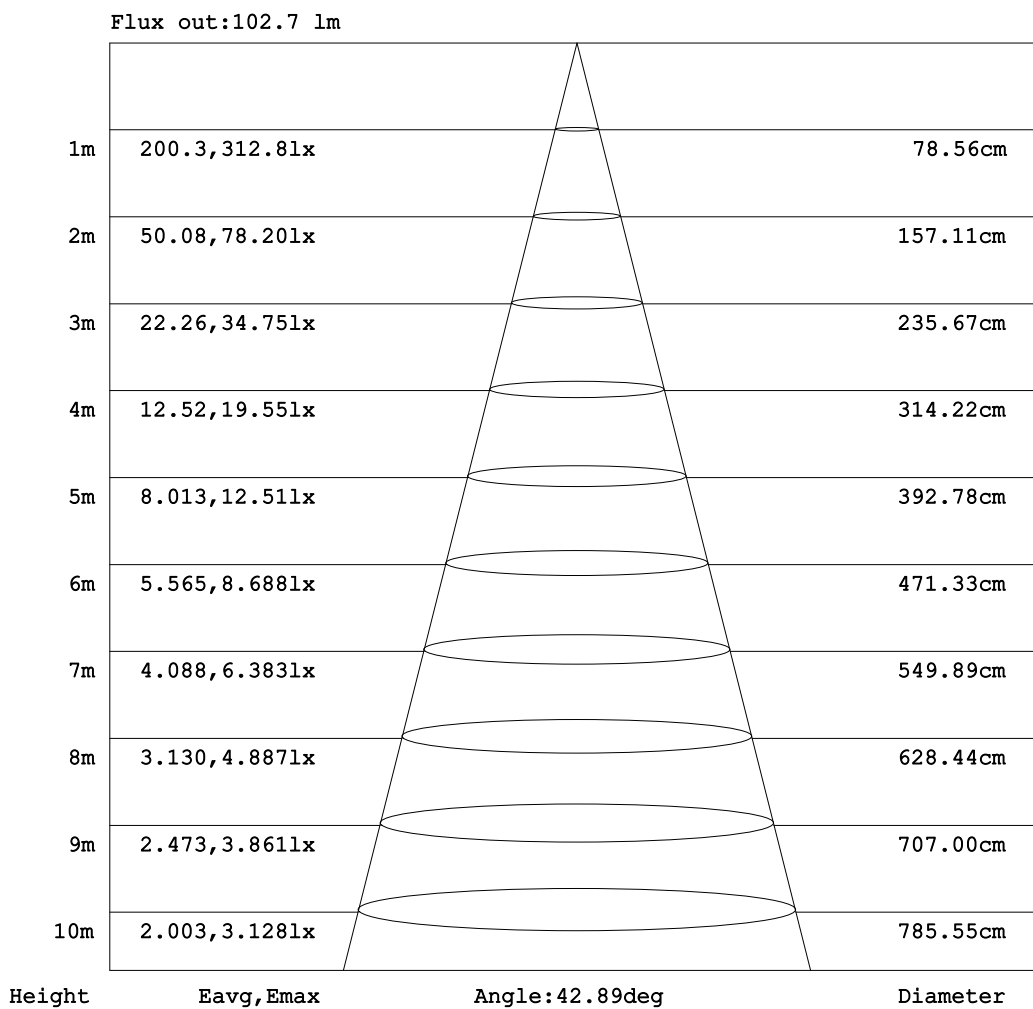 Flux out:102.7 lm
1m 200.3,312.8lx 78.56cm
2m 50.08,78.20lx 157.11cm
3m 22.26,34.75lx 235.67cm
4m 12.52,19.55lx 314.22cm
5m 8.013,12.51lx 392.78cm
6m 5.565,8.688lx 471.33cm
7m 4.088,6.383lx 549.89cm
8m 3.130,4.887lx 628.44cm
9m 2.473,3.861lx 707.00cm
10m 2.003,3.128lx 785.55cm
Height Eavg,Emax Angle:42.89deg Diameter